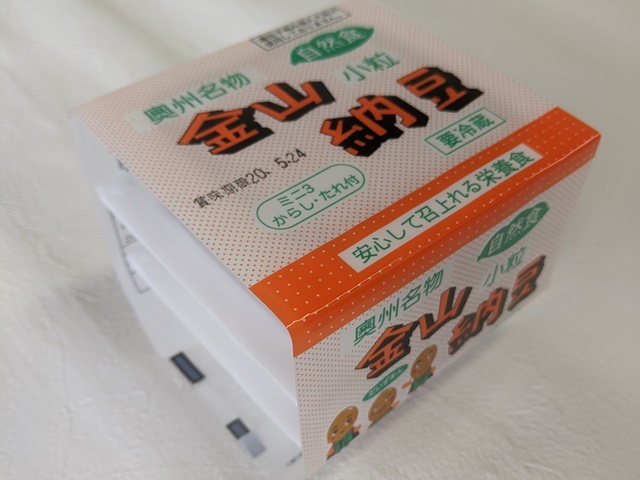 自然食
奥州名物
小粒
金山
納豆
要冷蔵
賞味期限20. 5.24
ミニ3
からし・たれ付
安心して召上れる栄養食
自然食
奥州名物
小粒
金山
納豆